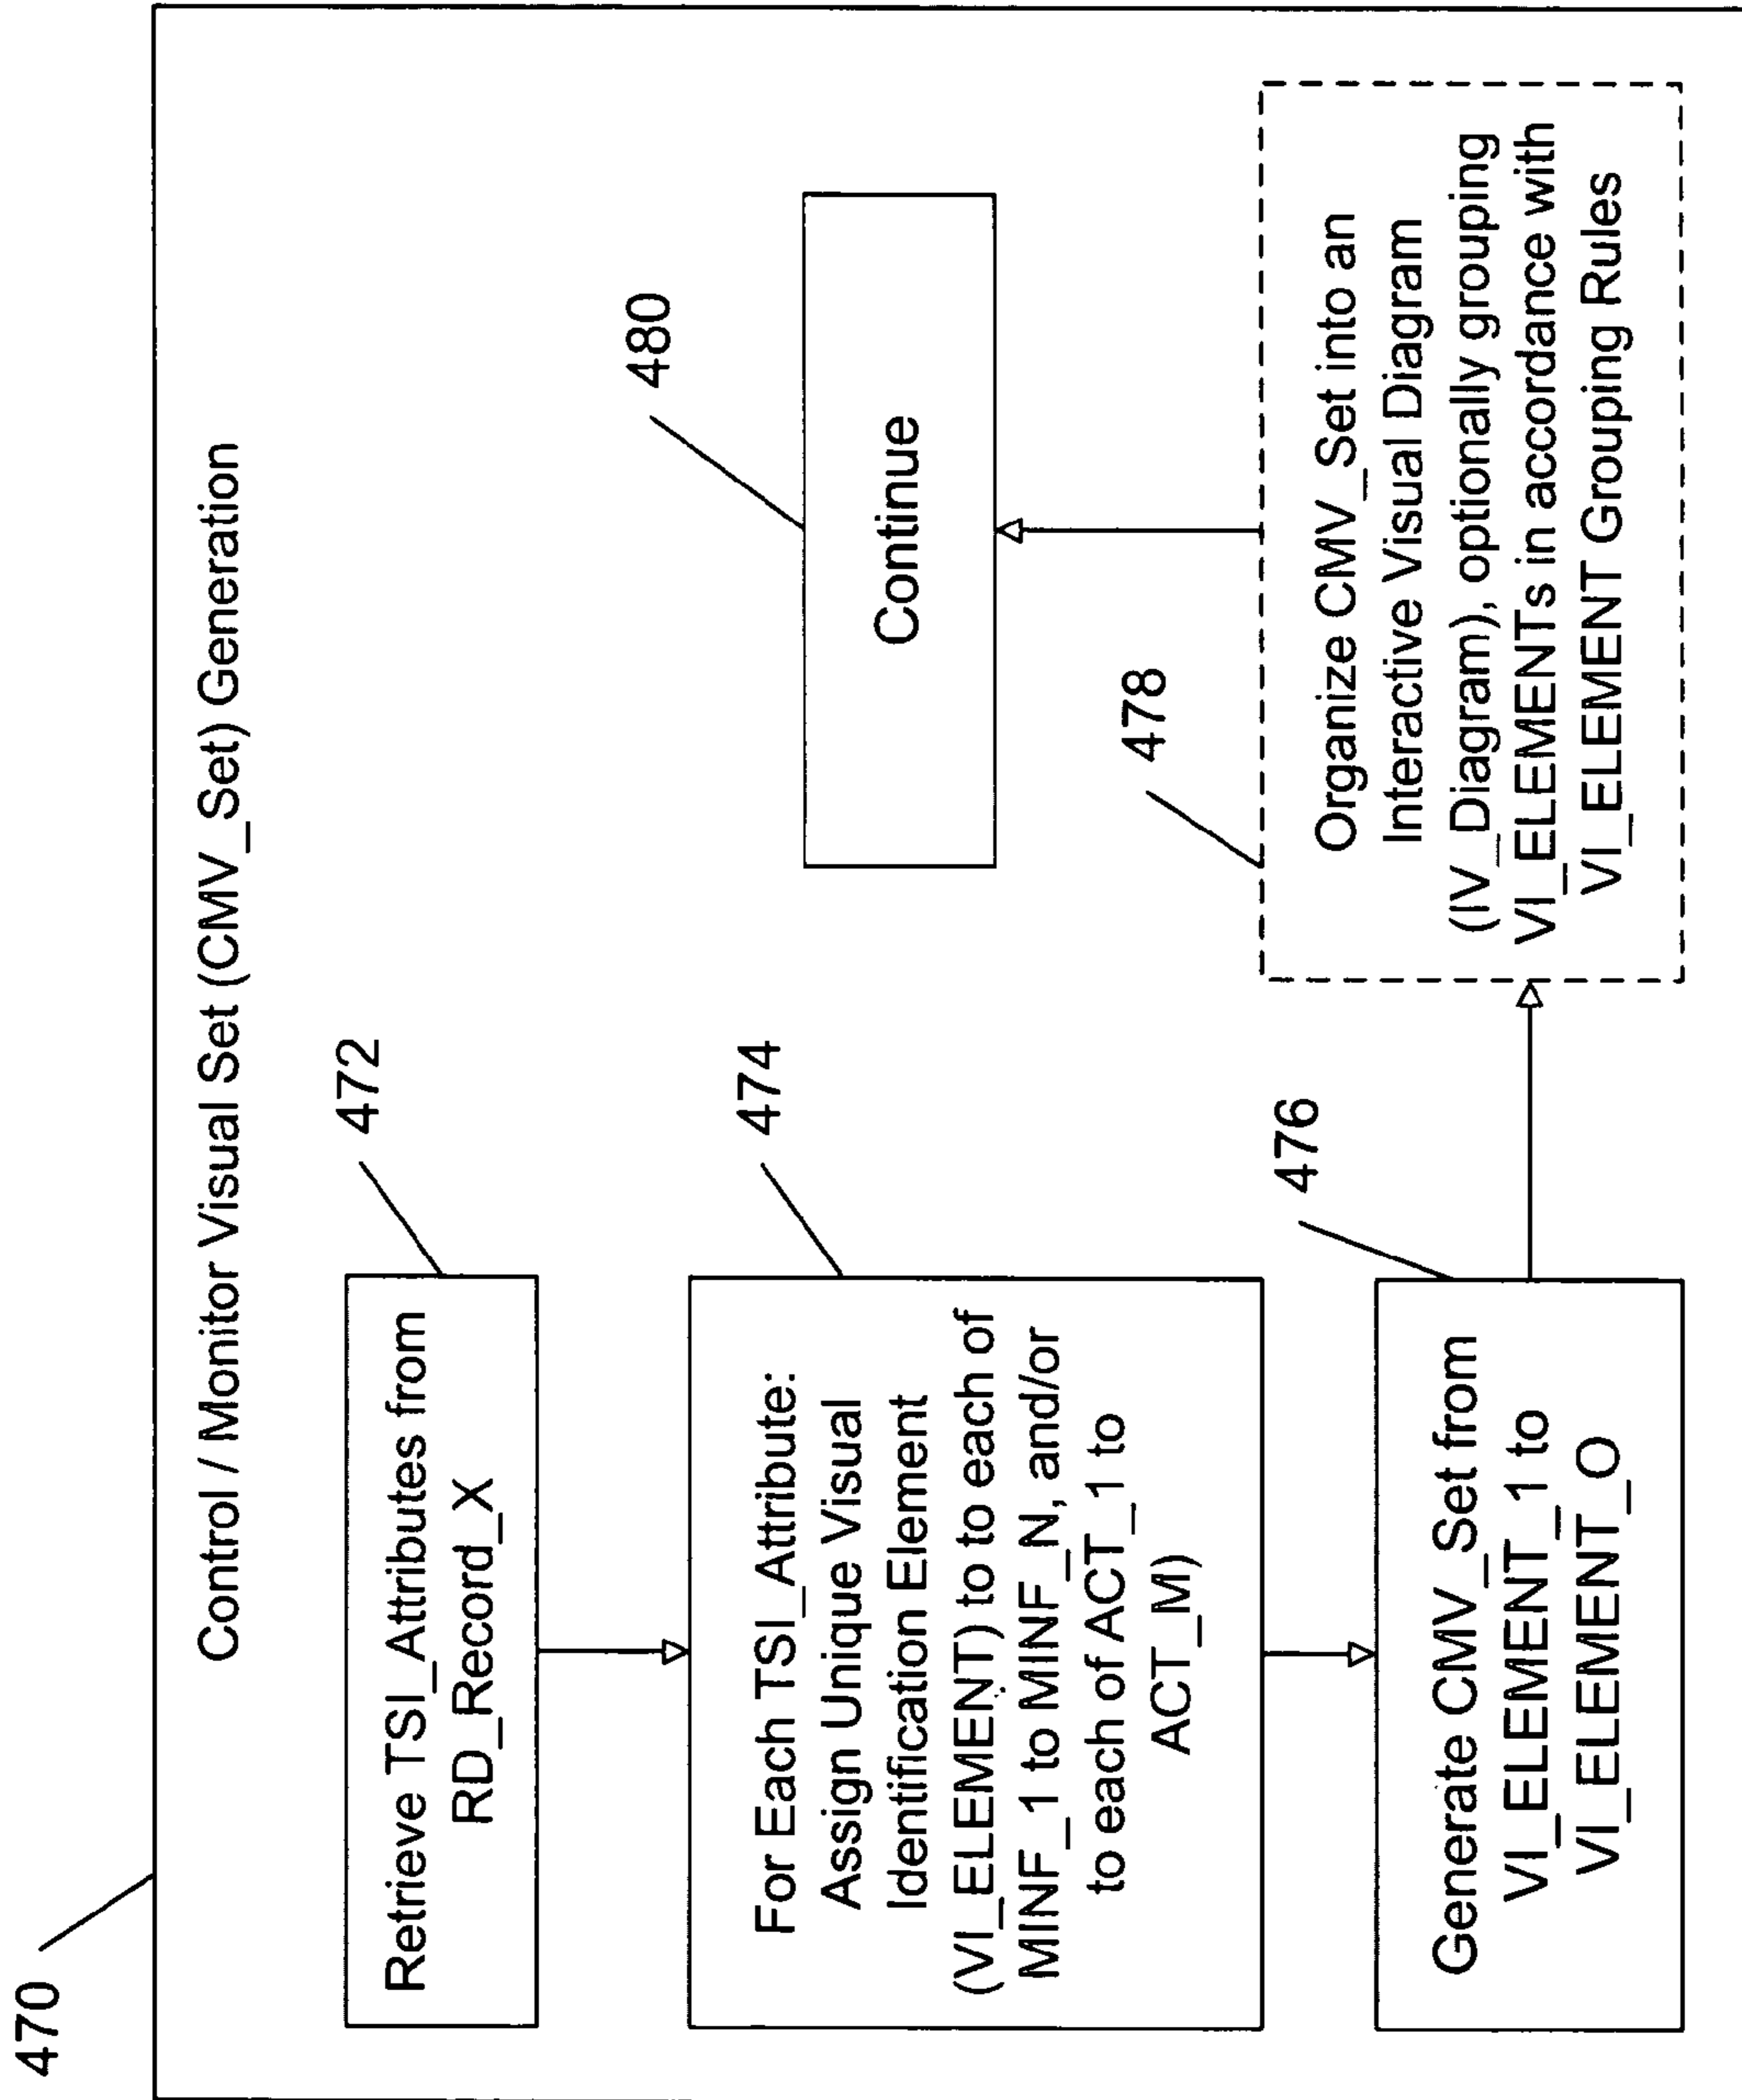 470
Control / Monitor Visual Set (CMV_Set) Generation
472
Retrieve TSI_Attributes from
RD_Record_X
474
For Each TSI_Attribute:
Assign Unique Visual
Identification Element
(VI_ELEMENT) to to each of
MINF_1 to MINF_N, and/or
to each of ACT_1 to
ACT_M)
476
Generate CMV_Set from
VI_ELEMENT_1 to
VI_ELEMENT_O
478
Organize CMV_Set into an
Interactive Visual Diagram
(IV_Diagram), optionally grouping
VI_ELEMENTs in accordance with
VI_ELEMENT Grouping Rules
480
Continue